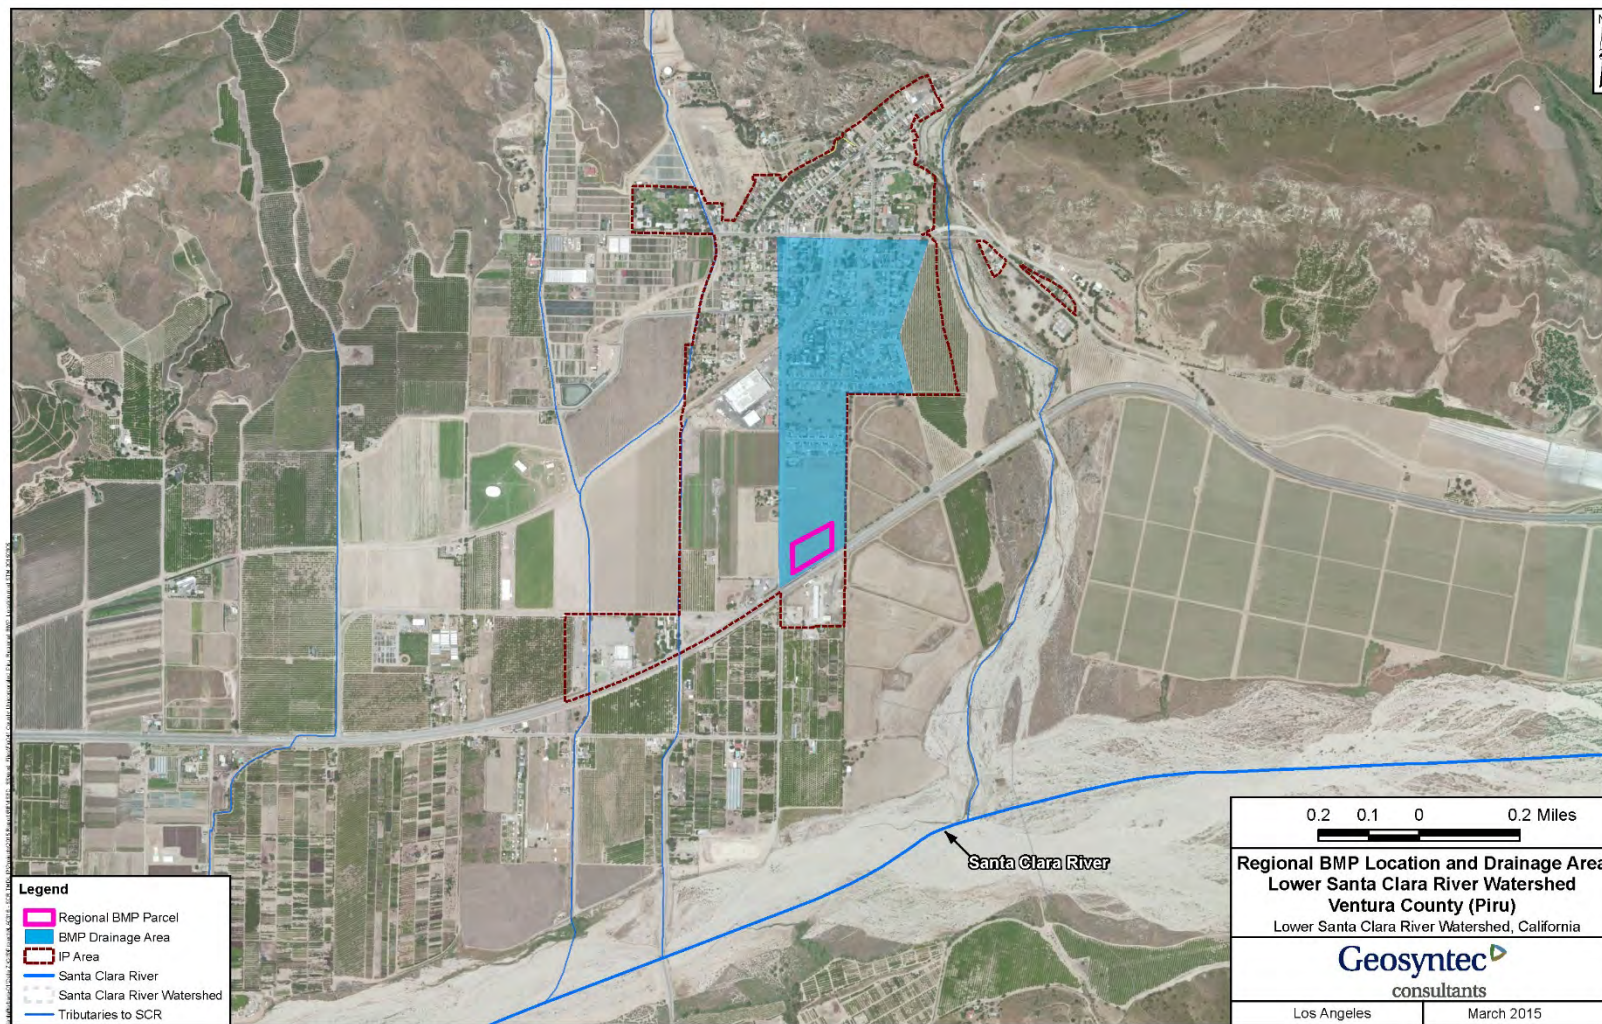 N
Santa Clara River
0.2 0.1 0 0.2 Miles
Regional BMP Location and Drainage Area
Lower Santa Clara River Watershed
Ventura County (Piru)
Lower Santa Clara River Watershed, California
Geosyntec
consultants
Los Angeles March 2015
Legend
Regional BMP Parcel
BMP Drainage Area
IP Area
Santa Clara River
Santa Clara River Watershed
Tributaries to SCR